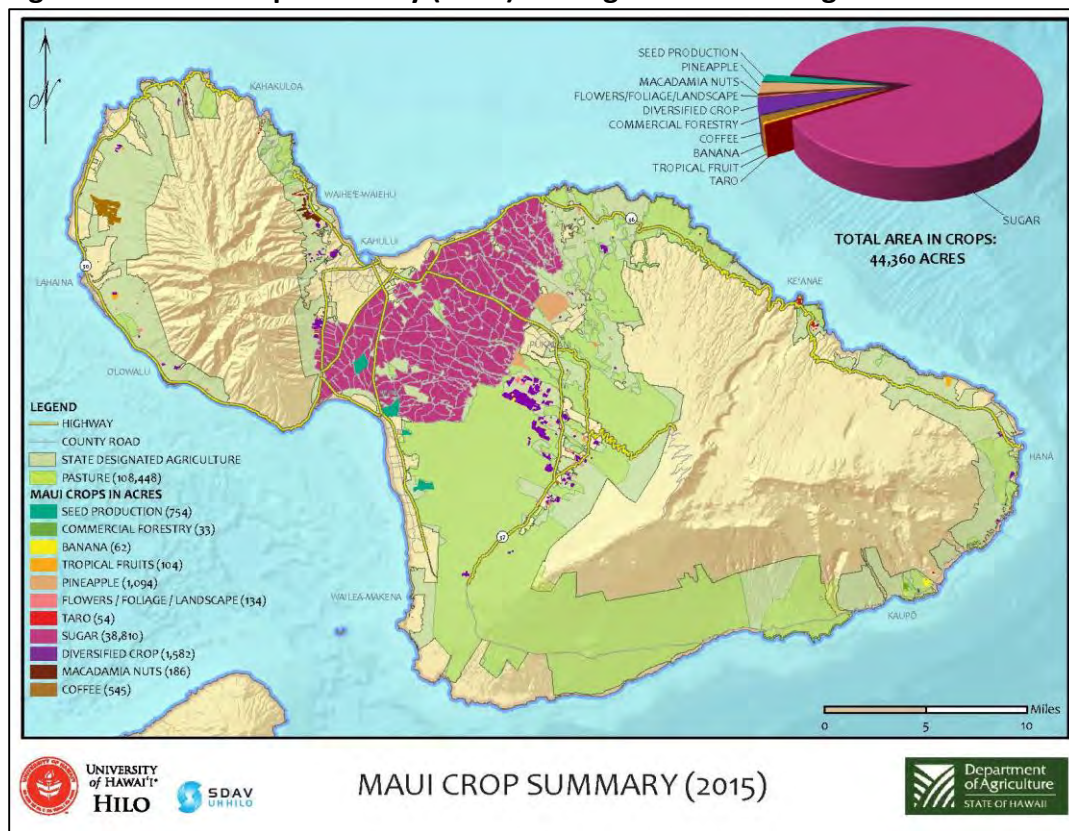 N
KAHAKULOA
WAIHE'E-WAIEHU
KAHULUI
30
LAHAINA
OLOWALU
36
KE'ANAE
HANA
37
WAILEA-MAKENA
KAUPŌ
SEED PRODUCTION
PINEAPPLE
MACADAMIA NUTS
FLOWERS/FOLIAGE/LANDSCAPE
DIVERSIFIED CROP
COMMERCIAL FORESTRY
COFFEE
BANANA
TROPICAL FRUIT
TARO
SUGAR
TOTAL AREA IN CROPS:
44,360 ACRES
LEGEND
HIGHWAY
COUNTY ROAD
STATE DESIGNATED AGRICULTURE
PASTURE (108,448)
MAUI CROPS IN ACRES
SEED PRODUCTION (754)
COMMERCIAL FORESTRY (33)
BANANA (62)
TROPICAL FRUITS (104)
PINEAPPLE (1,094)
FLOWERS / FOLIAGE / LANDSCAPE (134)
TARO (54)
SUGAR (38,810)
DIVERSIFIED CROP (1,582)
MACADAMIA NUTS (186)
COFFEE (545)
Miles
0 5 10
UNIVERSITY
of HAWAI'I
HILO
SDAV
UHHILO
MAUI CROP SUMMARY (2015)
Department
of Agriculture
STATE OF HAWAII